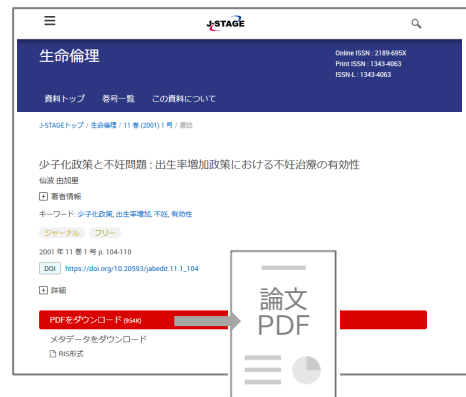 J-STAGE
生命倫理
Online ISSN : 2189-695X
Print ISSN : 1343-4063
ISSN-L : 1343-4063
資料トップ 巻号一覧 この資料について
J-STAGEトップ / 生命倫理 / 11 巻 (2001) 1 号 / 書誌
少子化政策と不妊問題 : 出生率増加政策における不妊治療の有効性
仙波 由加里
著者情報
キーワード: 少子化政策, 出生率増加, 不妊, 有効性
ジャーナル フリー
2001 年 11 巻 1 号 p. 104-110
DOI https://doi.org/10.20593/jabedit.11.1_104
詳細
PDFをダウンロード (954K)
メタデータをダウンロード
RIS形式
論文
PDF